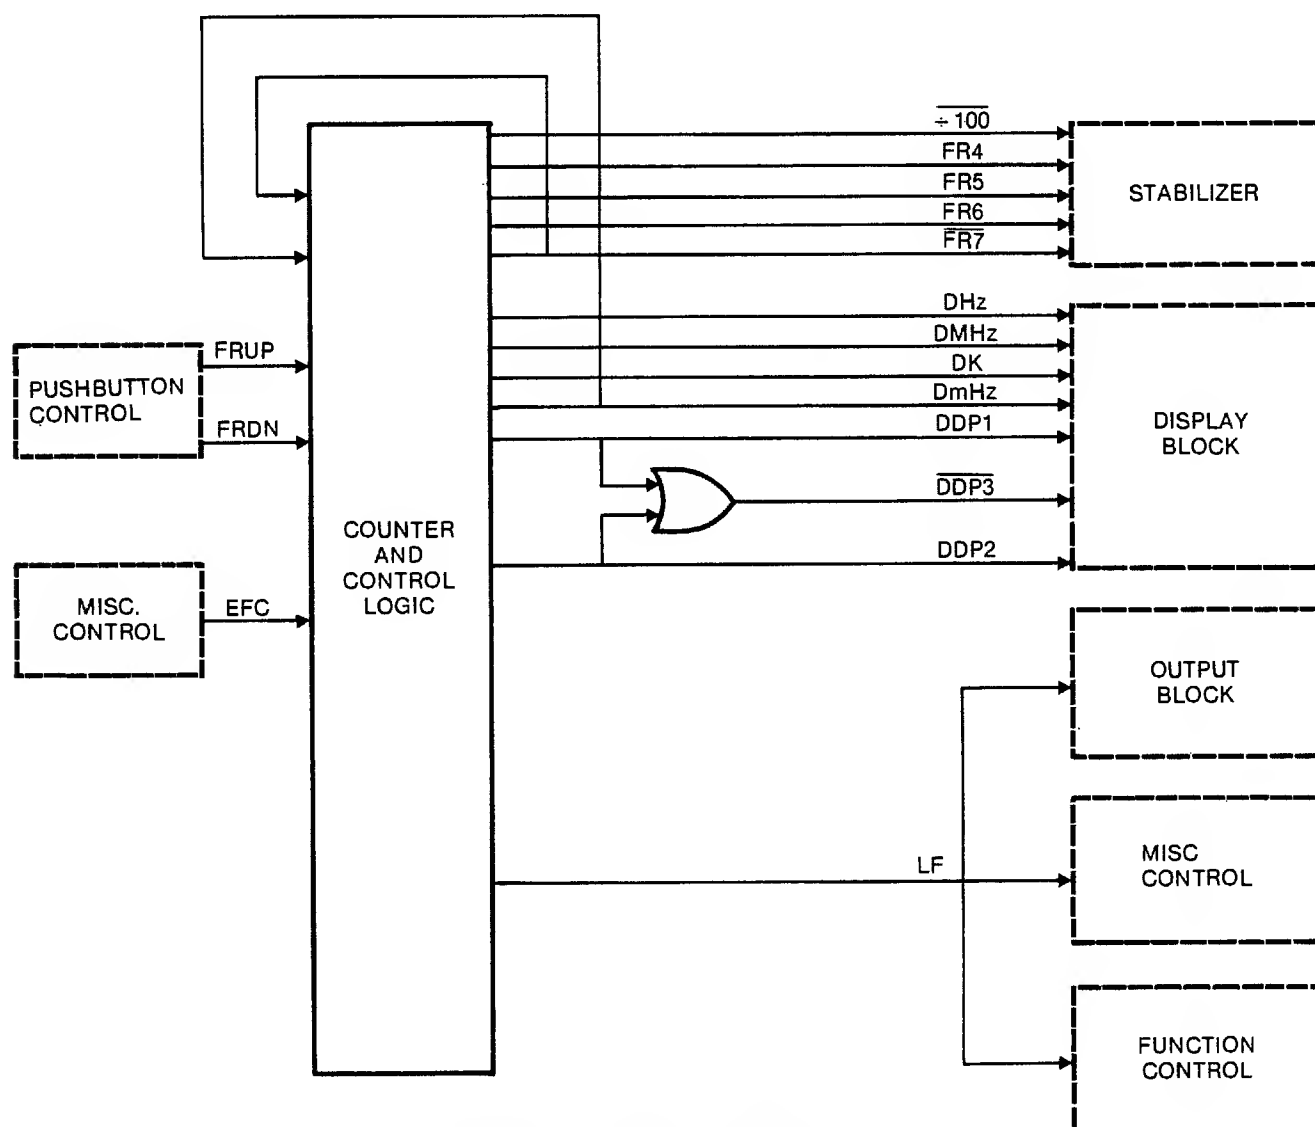 ÷100
FR4
FR5
FR6
FR7
STABILIZER
DHz
DMHz
DK
DmHz
DDP1
DDP3
DDP2
DISPLAY
BLOCK
FRUP
FRDN
PUSHBUTTON
CONTROL
COUNTER
AND
CONTROL
LOGIC
EFC
MISC.
CONTROL
OUTPUT
BLOCK
LF
MISC
CONTROL
FUNCTION
CONTROL